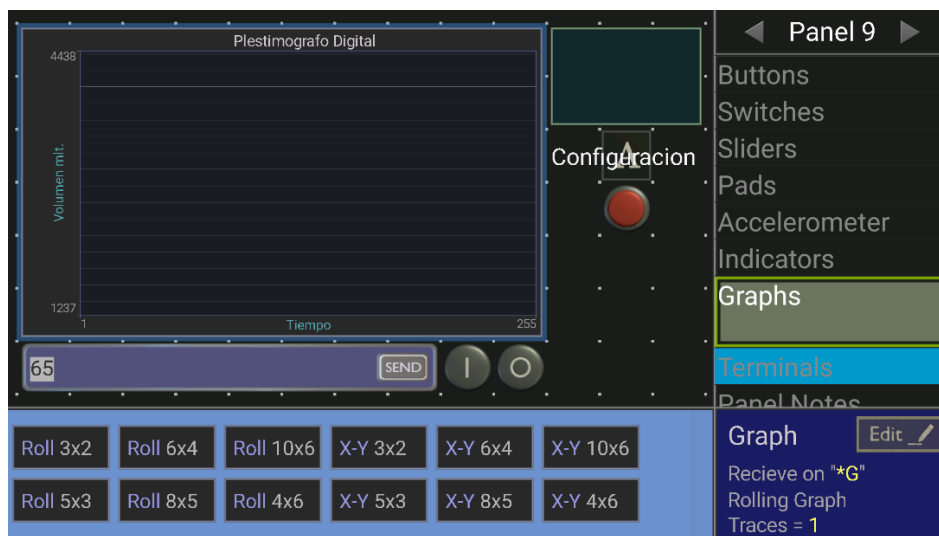 Plestimografo Digital
4438
Volumen mlt.
1237
1
Tiempo
255
65
SEND
A
Configuracion
Panel 9
Buttons
Switches
Sliders
Pads
Accelerometer
Indicators
Graphs
Terminals
Panel Notes
Roll 3x2
Roll 6x4
Roll 10x6
X-Y 3x2
X-Y 6x4
X-Y 10x6
Roll 5x3
Roll 8x5
Roll 4x6
X-Y 5x3
X-Y 8x5
X-Y 4x6
Graph
Edit
Recieve on "*G"
Rolling Graph
Traces = 1